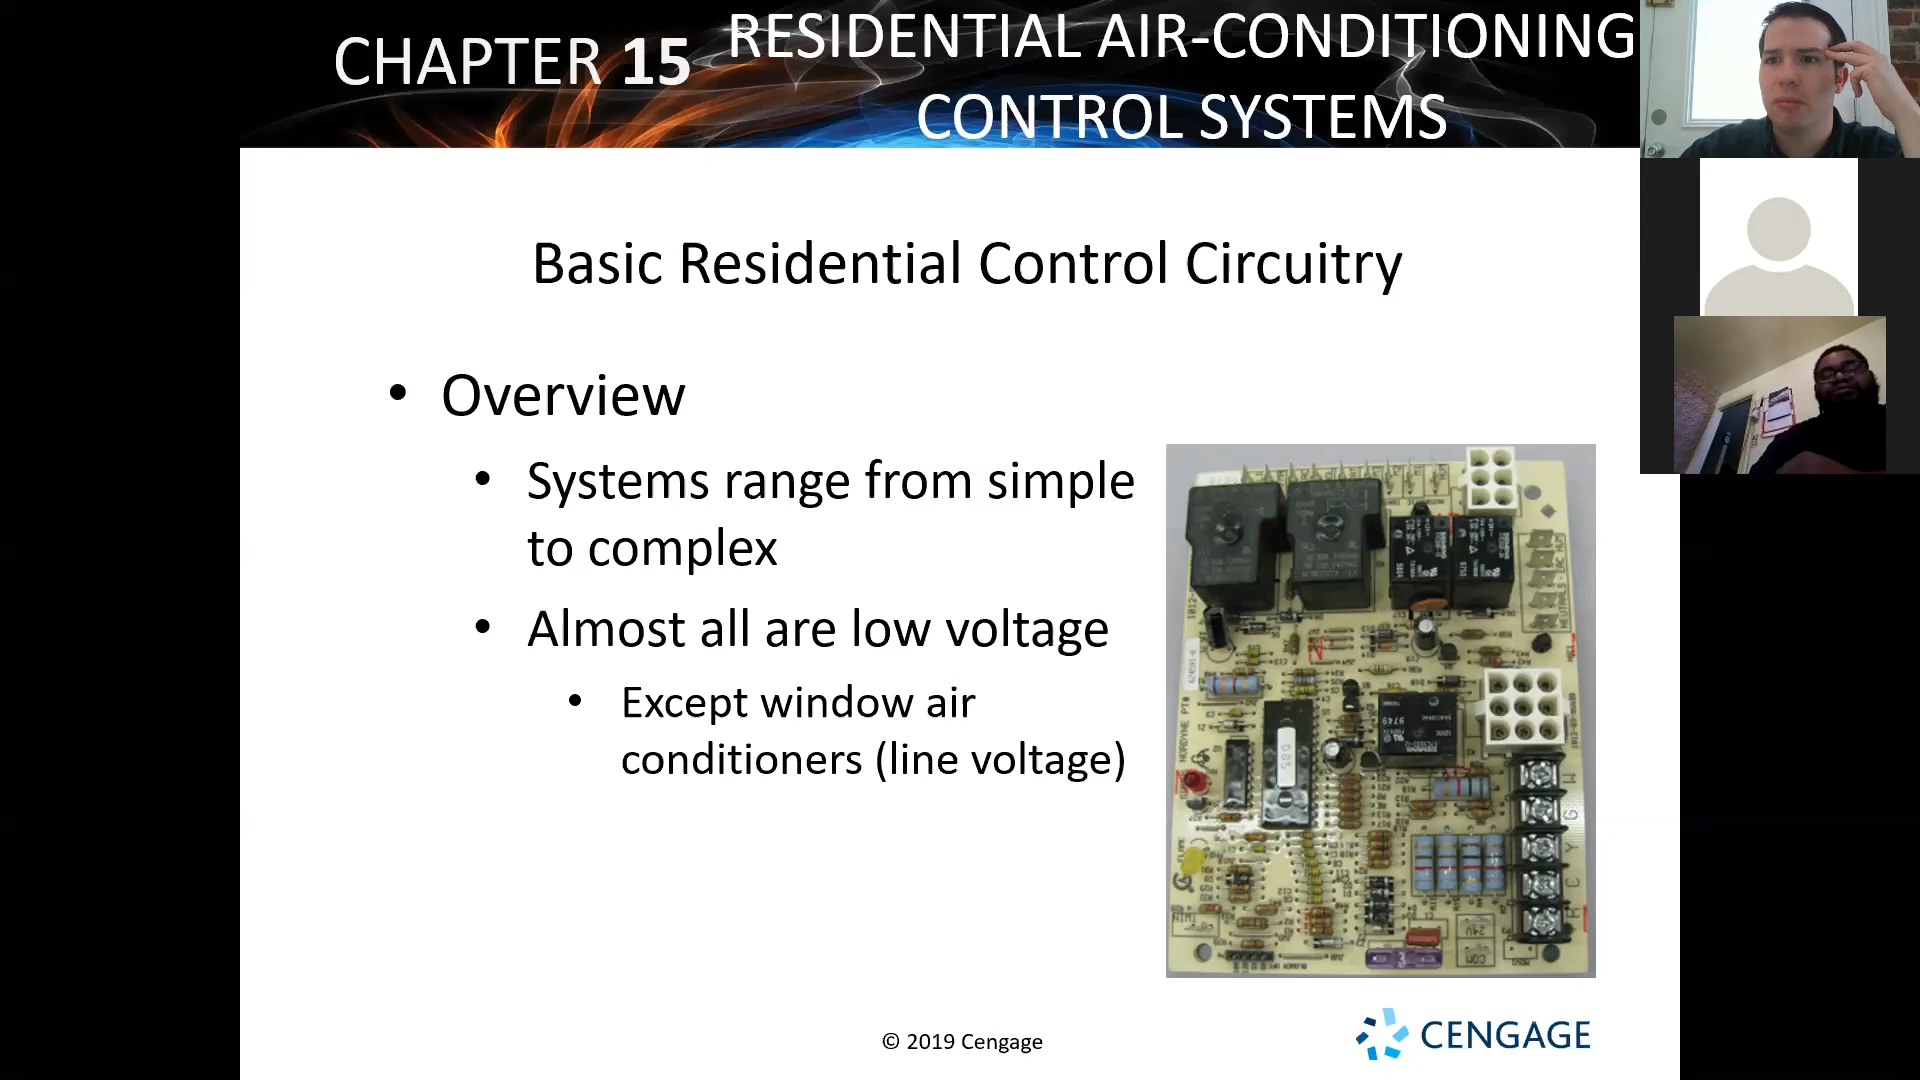 CHAPTER 15
RESIDENTIAL AIR-CONDITIONING
CONTROL SYSTEMS
Basic Residential Control Circuitry
• Overview
• Systems range from simple
to complex
• Almost all are low voltage
• Except window air
conditioners (line voltage)
© 2019 Cengage
CENGAGE